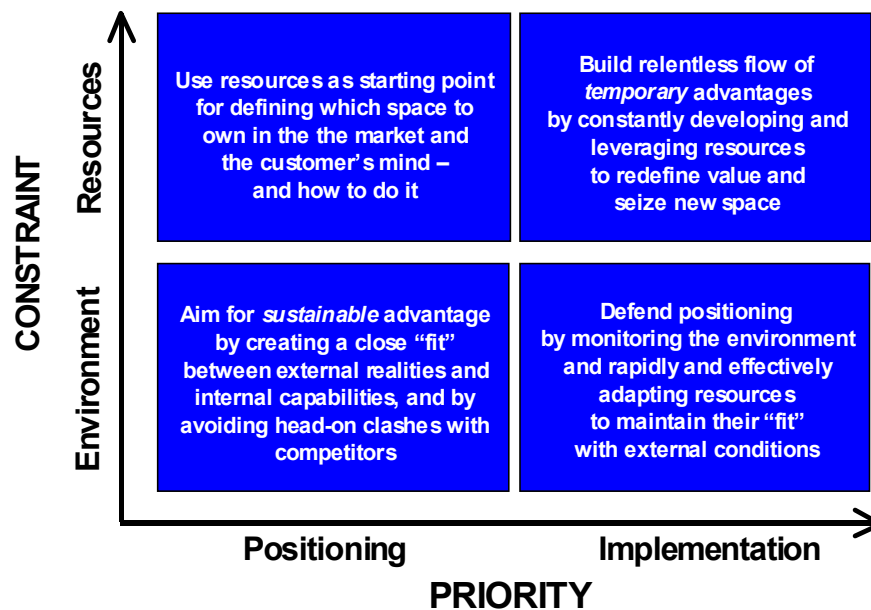 CONSTRAINT
Resources
Environment
Use resources as starting point
for defining which space to
own in the the market and
the customer's mind –
and how to do it
Build relentless flow of
temporary advantages
by constantly developing and
leveraging resources
to redefine value and
seize new space
Aim for sustainable advantage
by creating a close “fit”
between external realities and
internal capabilities, and by
avoiding head-on clashes with
competitors
Defend positioning
by monitoring the environment
and rapidly and effectively
adapting resources
to maintain their “fit”
with external conditions
Positioning
Implementation
PRIORITY